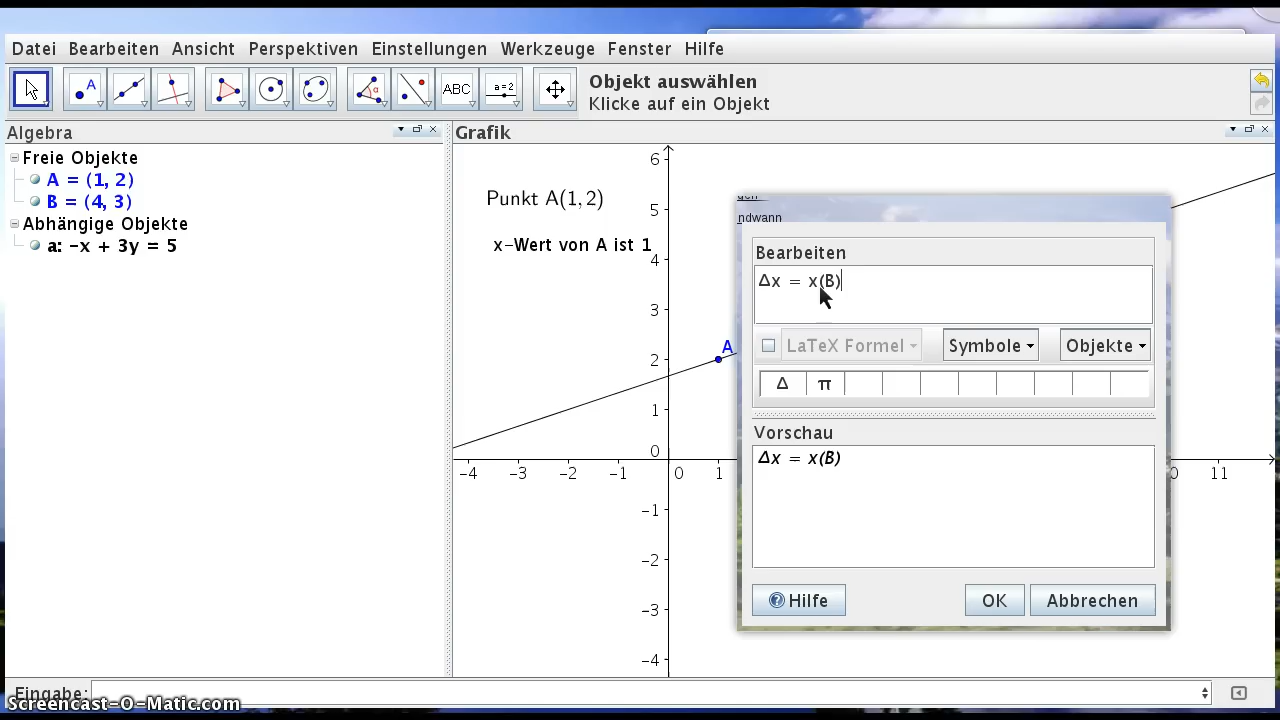 Datei Bearbeiten Ansicht Perspektiven Einstellungen Werkzeuge Fenster Hilfe
A
α
ABC
a=2
Objekt auswählen
Klicke auf ein Objekt
Algebra
Grafik
Freie Objekte
A = (1, 2)
B = (4, 3)
Abhängige Objekte
a: -x + 3y = 5
Punkt A(1, 2)
x-Wert von A ist 1
A
6
5
4
3
2
1
0
-1
-2
-3
-4
-4 -3 -2 -1 0 1 0 11
ndwann
Bearbeiten
Δx = x(B)
LaTeX Formel Symbole Objekte
Δ π
Vorschau
Δx = x(B)
Hilfe OK Abbrechen
Eingabe:
Screencast-O-Matic.com